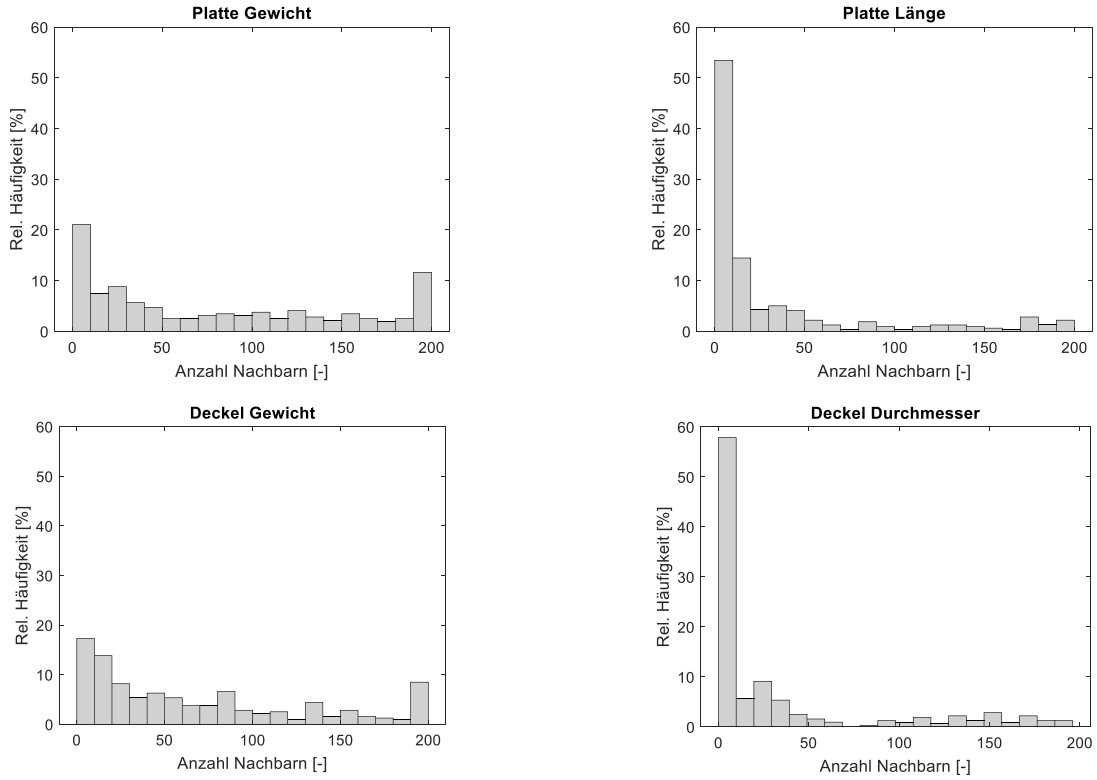 Platte Gewicht
60
50
40
30
20
10
0
Rel. Häufigkeit [%]
0 50 100 150 200
Anzahl Nachbarn [-]
Platte Länge
60
50
40
30
20
10
0
Rel. Häufigkeit [%]
0 50 100 150 200
Anzahl Nachbarn [-]
Deckel Gewicht
60
50
40
30
20
10
0
Rel. Häufigkeit [%]
0 50 100 150 200
Anzahl Nachbarn [-]
Deckel Durchmesser
60
50
40
30
20
10
0
Rel. Häufigkeit [%]
0 50 100 150 200
Anzahl Nachbarn [-]